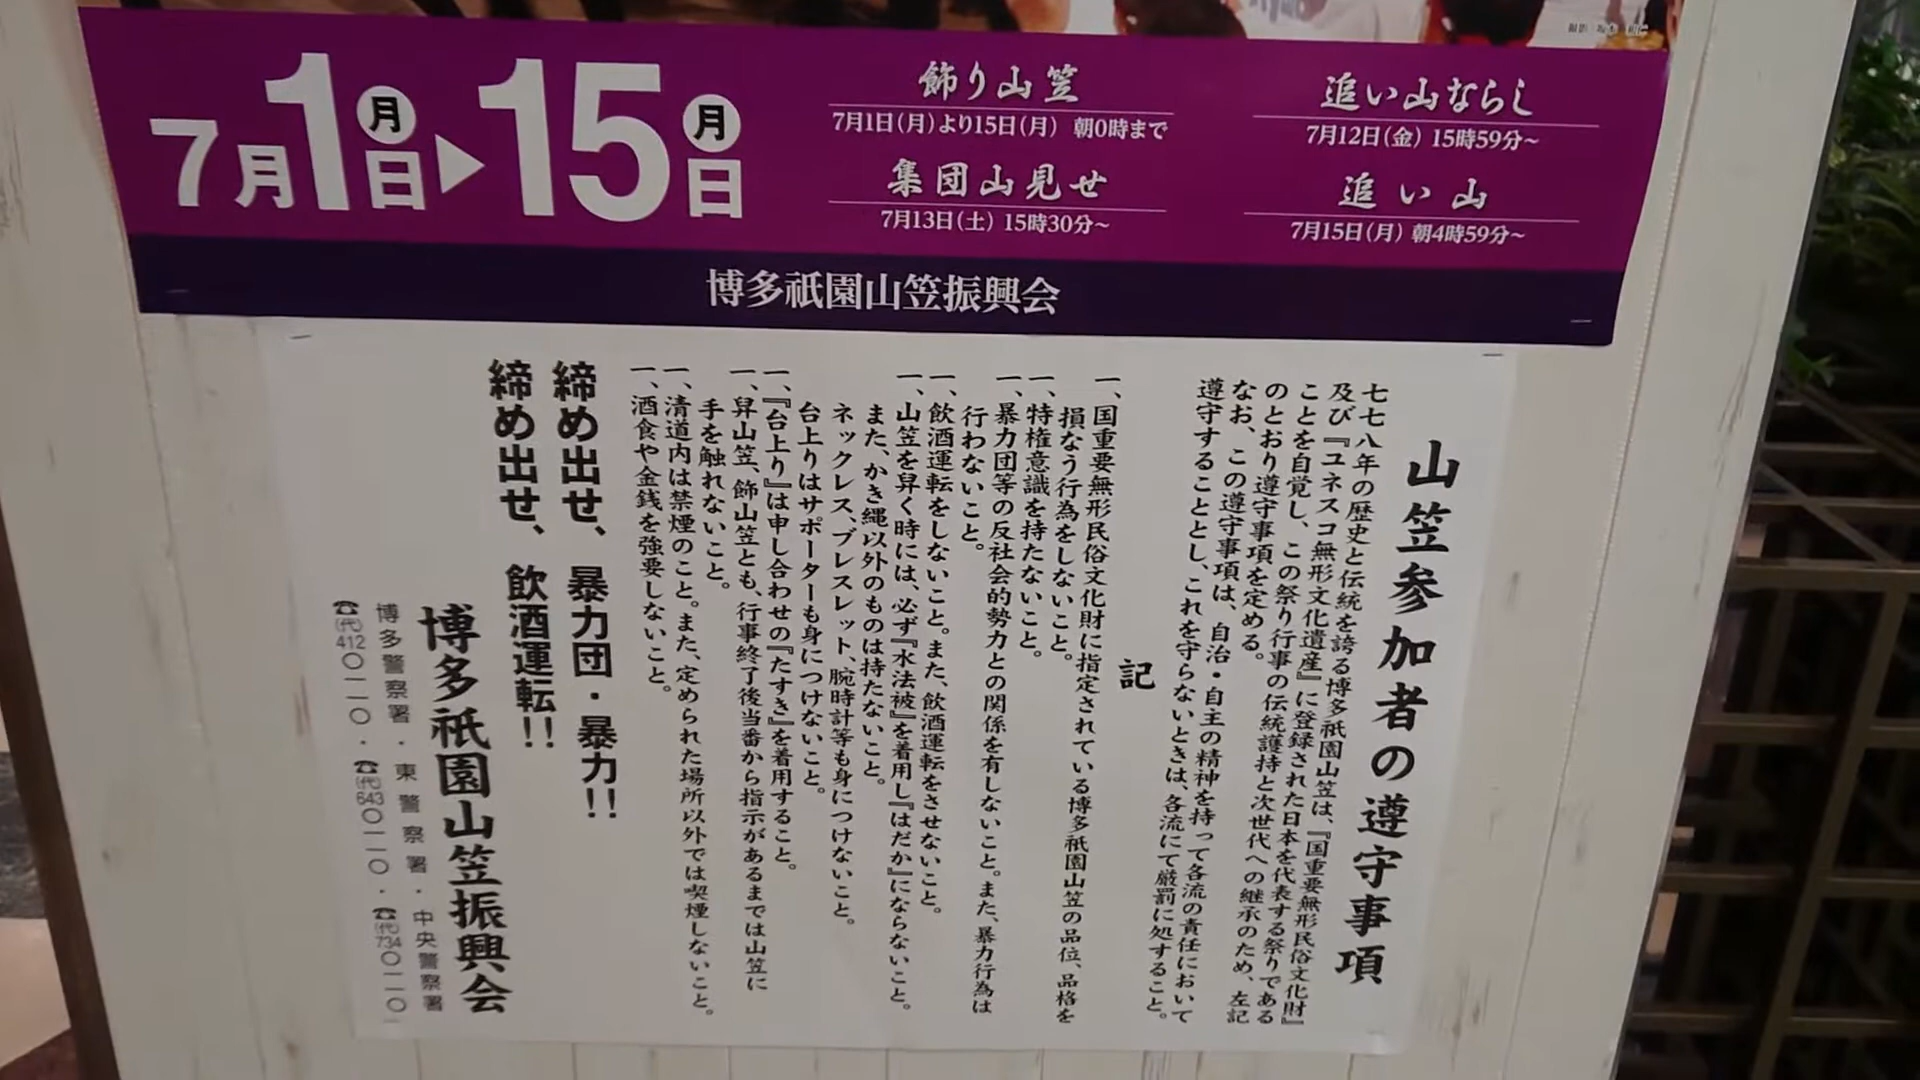 撮影 坂本
7月1日(月)▶15日(月)
飾り山笠
7月1日(月)より15日(月) 朝0時まで
集団山見せ
7月13日(土) 15時30分~
追い山ならし
7月12日(金) 15時59分~
追い山
7月15日(月) 朝4時59分~
博多祇園山笠振興会
山笠参加者の遵守事項
七七八年の歴史と伝統を誇る博多祇園山笠は、『国重要無形民俗文化財』
及び『ユネスコ無形文化遺産』に登録された日本を代表する祭りである
ことを自覚し、この祭り行事の伝統護持と次世代への継承のため、左記
のとおり遵守事項を定める。
なお、この遵守事項は、自治・自主の精神を持って各流の責任において
遵守することとし、これを守らないときは、各流にて厳罰に処すること。
記
一、国重要無形民俗文化財に指定されている博多祇園山笠の品位、品格を
損なう行為をしないこと。
一、特権意識を持たないこと。
一、暴力団等の反社会的勢力との関係を有しないこと。また、暴力行為は
行わないこと。
一、飲酒運転をしないこと。また、飲酒運転をさせないこと。
一、山笠を舁く時には、必ず『水法被』を着用し『はだか』にならないこと。
また、かき縄以外のものは持たないこと。
ネックレス、ブレスレット、腕時計等も身につけないこと。
台上りはサポーターも身につけないこと。
一、『台上り』は申し合わせの『たすき』を着用すること。
一、舁山笠、飾山笠とも、行事終了後当番から指示があるまでは山笠に
手を触れないこと。
一、清道内は禁煙のこと。また、定められた場所以外では喫煙しないこと。
一、酒食や金銭を強要しないこと。
締め出せ、暴力団・暴力!!
締め出せ、飲酒運転!!
博多祇園山笠振興会
博多警察署・東警察署・中央警察署
☎(代)412〇一一〇・☎(代)643〇一一〇・☎(代)734〇一一〇